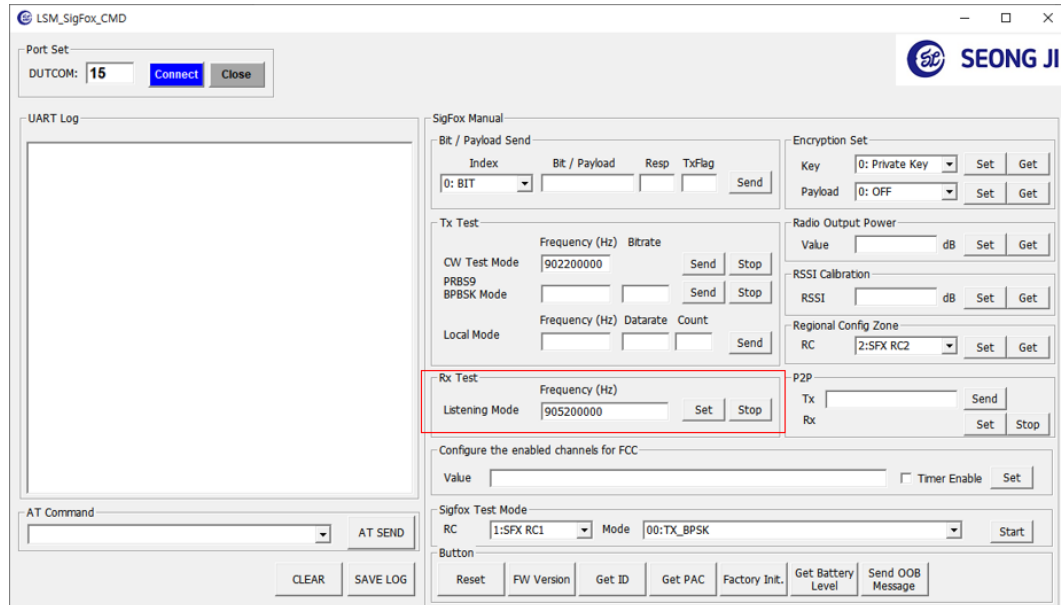 LSM_SigFox_CMD
Port Set
DUTCOM: 15 Connect Close
SEONG JI
UART Log
SigFox Manual
Bit / Payload Send
Index Bit / Payload Resp TxFlag
0: BIT Send
Encryption Set
Key 0: Private Key Set Get
Payload 0: OFF Set Get
Tx Test
Frequency (Hz) Bitrate
CW Test Mode 902200000 Send Stop
PRBS9
BPBSK Mode Send Stop
Frequency (Hz) Datarate Count
Local Mode Send
Radio Output Power
Value dB Set Get
RSSI Calibration
RSSI dB Set Get
Regional Config Zone
RC 2:SFX RC2 Set Get
Rx Test
Frequency (Hz)
Listening Mode 905200000 Set Stop
P2P
Tx Send
Rx Set Stop
Configure the enabled channels for FCC
Value Timer Enable Set
AT Command
AT SEND
CLEAR SAVE LOG
Sigfox Test Mode
RC 1:SFX RC1 Mode 00:TX_BPSK Start
Button
Reset FW Version Get ID Get PAC Factory Init. Get Battery Level Send OOB Message